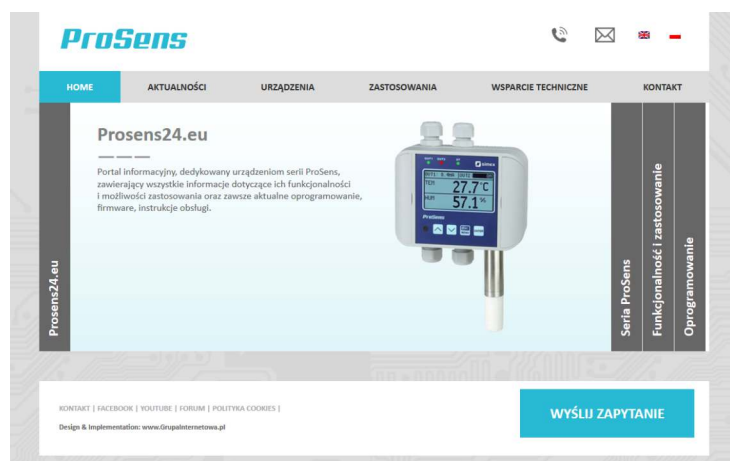 ProSens
HOME AKTUALNOŚCI URZĄDZENIA ZASTOSOWANIA WSPARCIE TECHNICZNE KONTAKT
Prosens24.eu
Prosens24.eu
Portal informacyjny, dedykowany urządzeniom serii ProSens,
zawierający wszystkie informacje dotyczące ich funkcjonalności
i możliwości zastosowania oraz zawsze aktualne oprogramowanie,
firmware, instrukcje obsługi.
TEM 27.7°C
HUM 57.1%
ProSens
Seria ProSens
Funkcjonalność i zastosowanie
Oprogramowanie
KONTAKT | FACEBOOK | YOUTUBE | FORUM | POLITYKA COOKIES |
Design & Implementation: www.GrupaInternetowa.pl
WYŚLIJ ZAPYTANIE